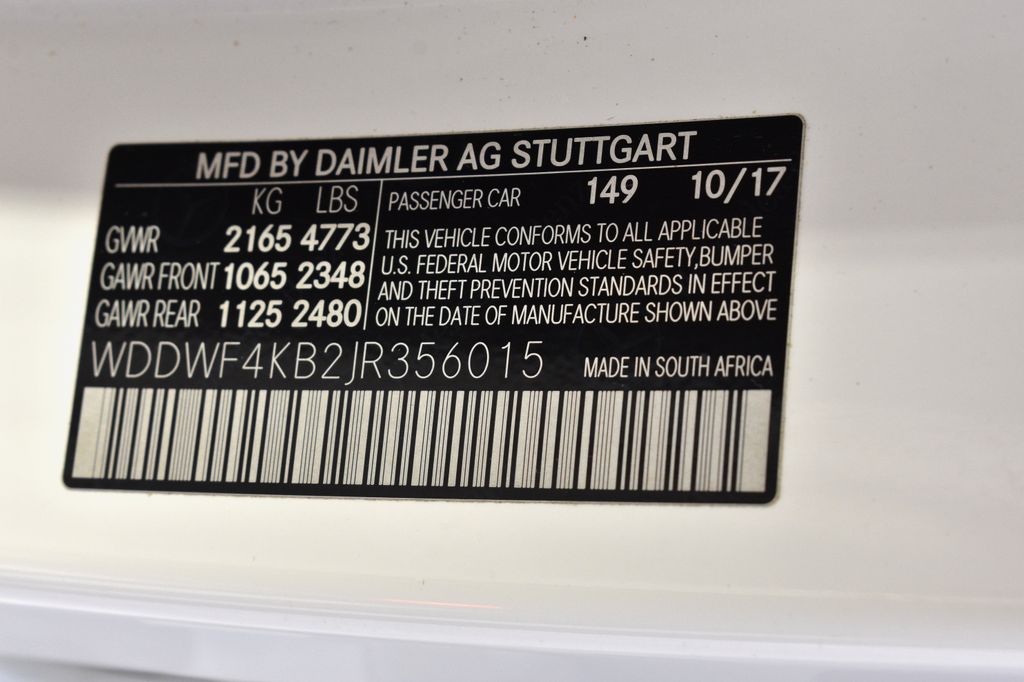 MFD BY DAIMLER AG STUTTGART
KG LBS
GVWR 2165 4773
GAWR FRONT 1065 2348
GAWR REAR 1125 2480
PASSENGER CAR 149 10/17
THIS VEHICLE CONFORMS TO ALL APPLICABLE
U.S. FEDERAL MOTOR VEHICLE SAFETY,BUMPER
AND THEFT PREVENTION STANDARDS IN EFFECT
ON THE DATE OF MANUFACTURE SHOWN ABOVE
WDDWF4KB2JR356015 MADE IN SOUTH AFRICA